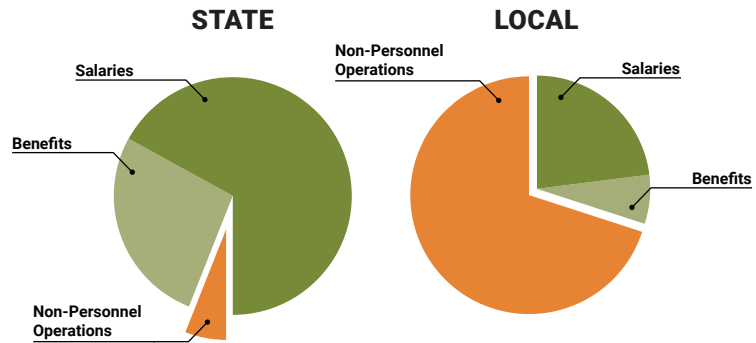 STATE
Salaries
Benefits
Non-Personnel
Operations
LOCAL
Non-Personnel
Operations
Salaries
Benefits